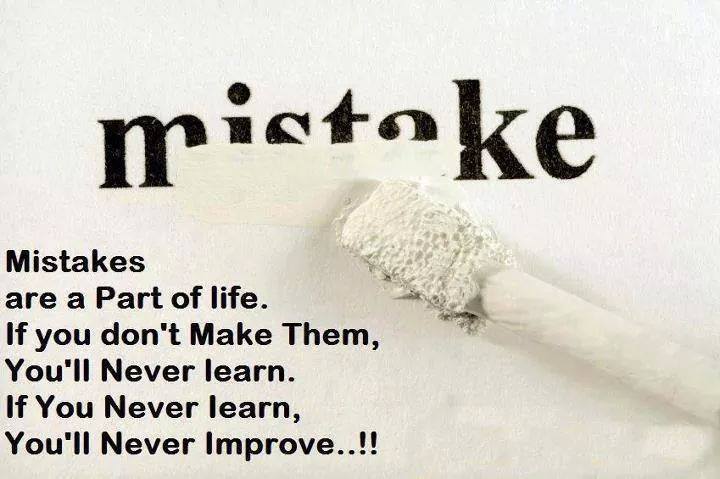 mistake
Mistakes
are a Part of life.
If you don't Make Them,
You'll Never learn.
If You Never learn,
You'll Never Improve..!!